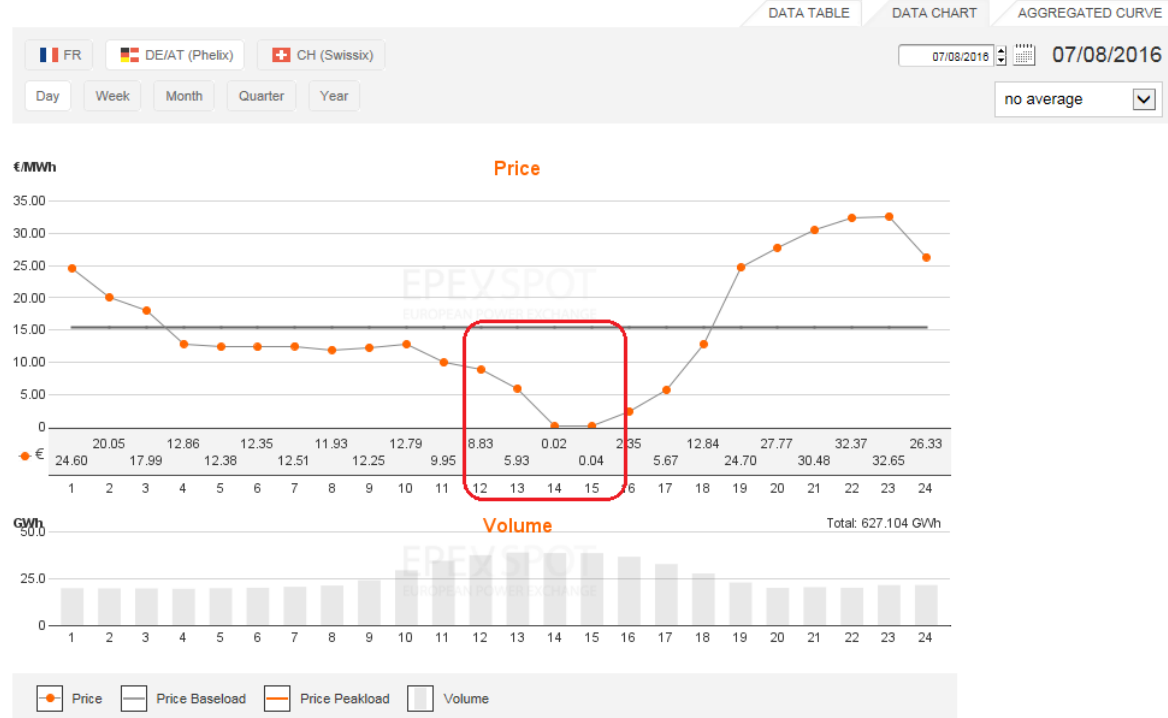 DATA TABLE DATA CHART AGGREGATED CURVE
FR DE/AT (Phelix) CH (Swissix) 07/08/2016 07/08/2016
Day Week Month Quarter Year no average
€/MWh Price
35.00
30.00
25.00
20.00
15.00
10.00
5.00
0
EPEXSPOT
EUROPEAN POWER EXCHANGE
20.05 12.86 12.35 11.93 12.79 8.83 0.02 2.35 12.84 27.77 32.37 26.33
€ 24.60 17.99 12.38 12.51 12.25 9.95 5.93 0.04 5.67 24.70 30.48 32.65
1 2 3 4 5 6 7 8 9 10 11 12 13 14 15 16 17 18 19 20 21 22 23 24
GWh Volume Total: 627.104 GWh
50.0
25.0
0
EPEXSPOT
EUROPEAN POWER EXCHANGE
1 2 3 4 5 6 7 8 9 10 11 12 13 14 15 16 17 18 19 20 21 22 23 24
Price Price Baseload Price Peakload Volume